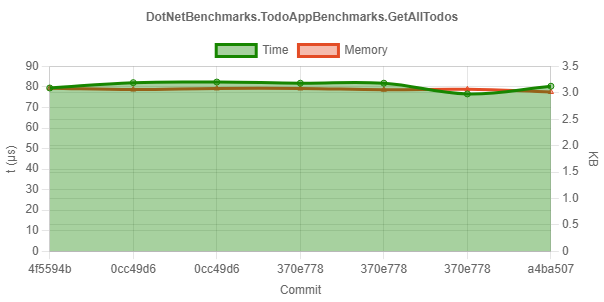 DotNetBenchmarks.TodoAppBenchmarks.GetAllTodos
Time Memory
90 3.5
80 3.0
70 2.5
60 2.0
50 1.5
40 1.0
30 0.5
20 0
10
0
t (μs)
KB
4f5594b 0cc49d6 0cc49d6 370e778 370e778 370e778 a4ba507
Commit